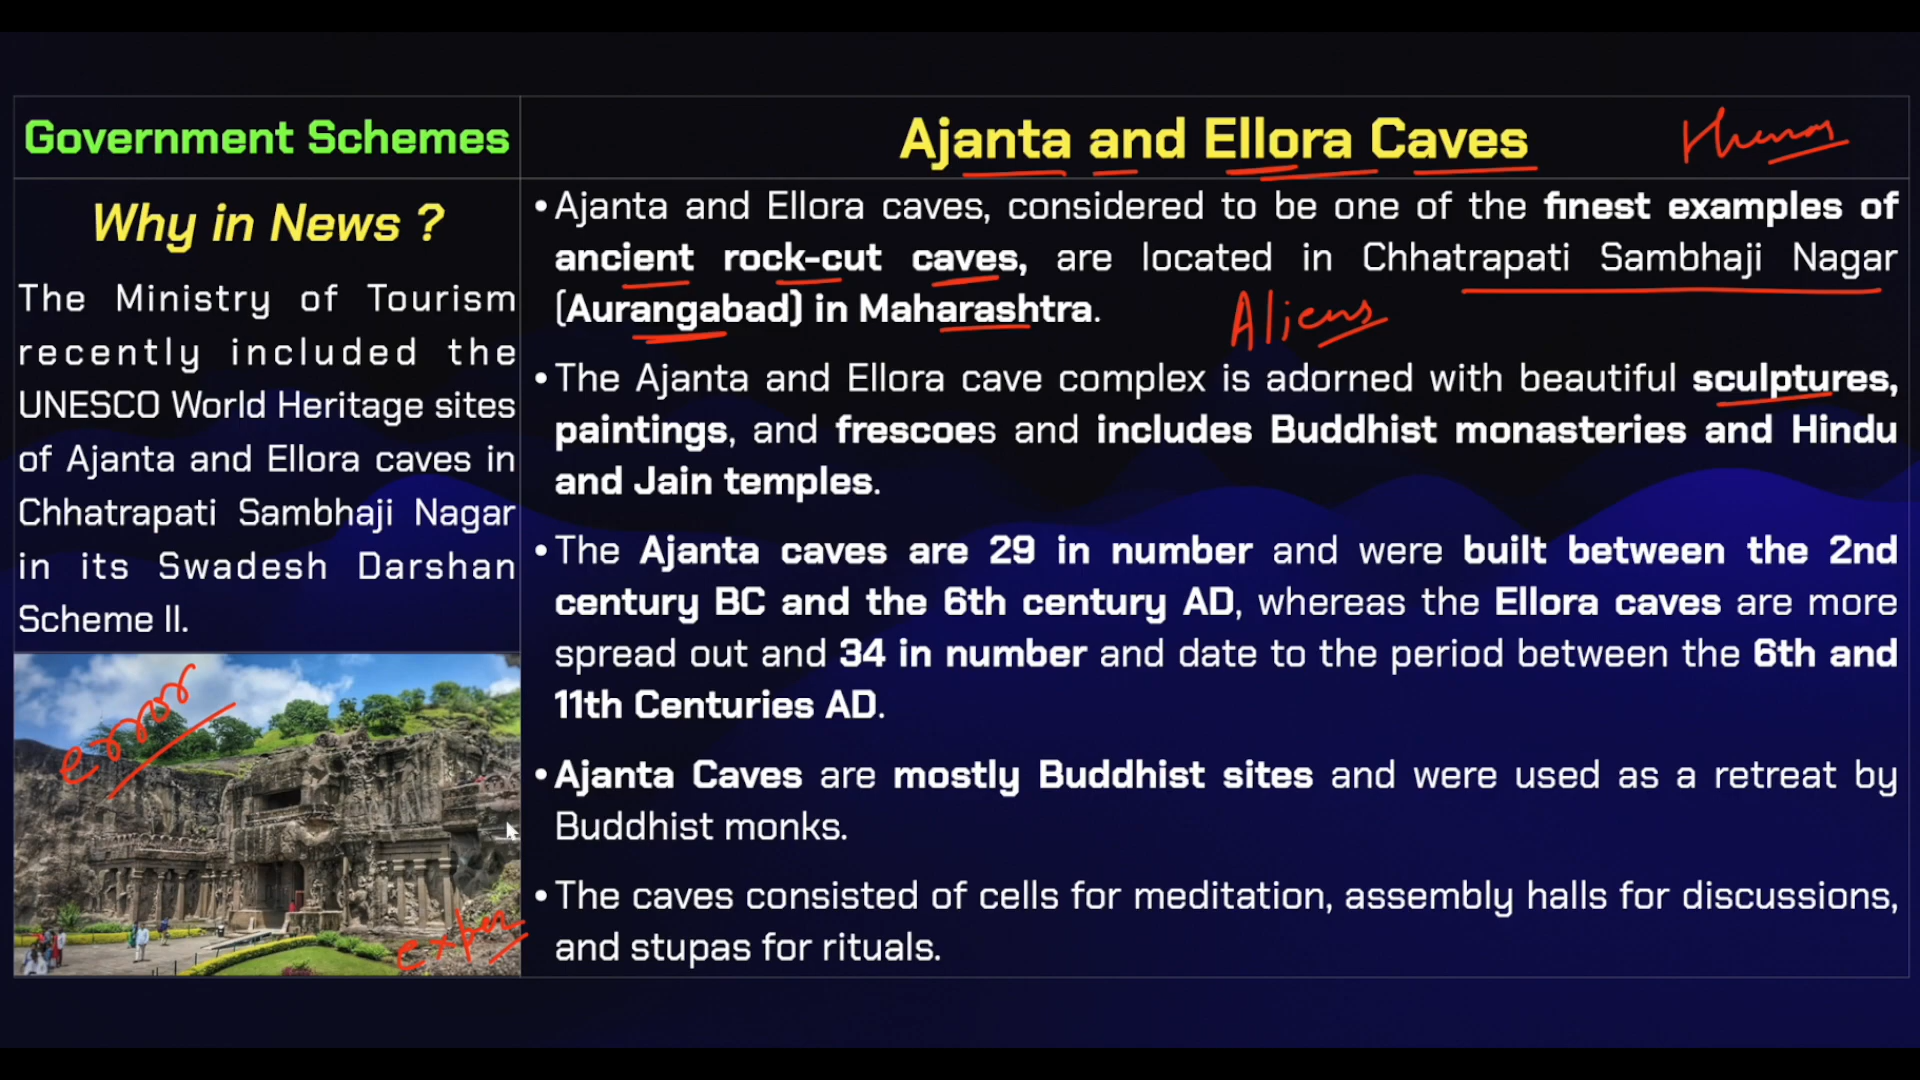 Government Schemes
Why in News ?
The Ministry of Tourism
recently included the
UNESCO World Heritage sites
of Ajanta and Ellora caves in
Chhatrapati Sambhaji Nagar
in its Swadesh Darshan
Scheme II.
error
Ajanta and Ellora Caves
• Ajanta and Ellora caves, considered to be one of the finest examples of
ancient rock-cut caves, are located in Chhatrapati Sambhaji Nagar
(Aurangabad) in Maharashtra.
Aliens
• The Ajanta and Ellora cave complex is adorned with beautiful sculptures,
paintings, and frescoes and includes Buddhist monasteries and Hindu
and Jain temples.
• The Ajanta caves are 29 in number and were built between the 2nd
century BC and the 6th century AD, whereas the Ellora caves are more
spread out and 34 in number and date to the period between the 6th and
11th Centuries AD.
• Ajanta Caves are mostly Buddhist sites and were used as a retreat by
Buddhist monks.
• The caves consisted of cells for meditation, assembly halls for discussions,
and stupas for rituals.